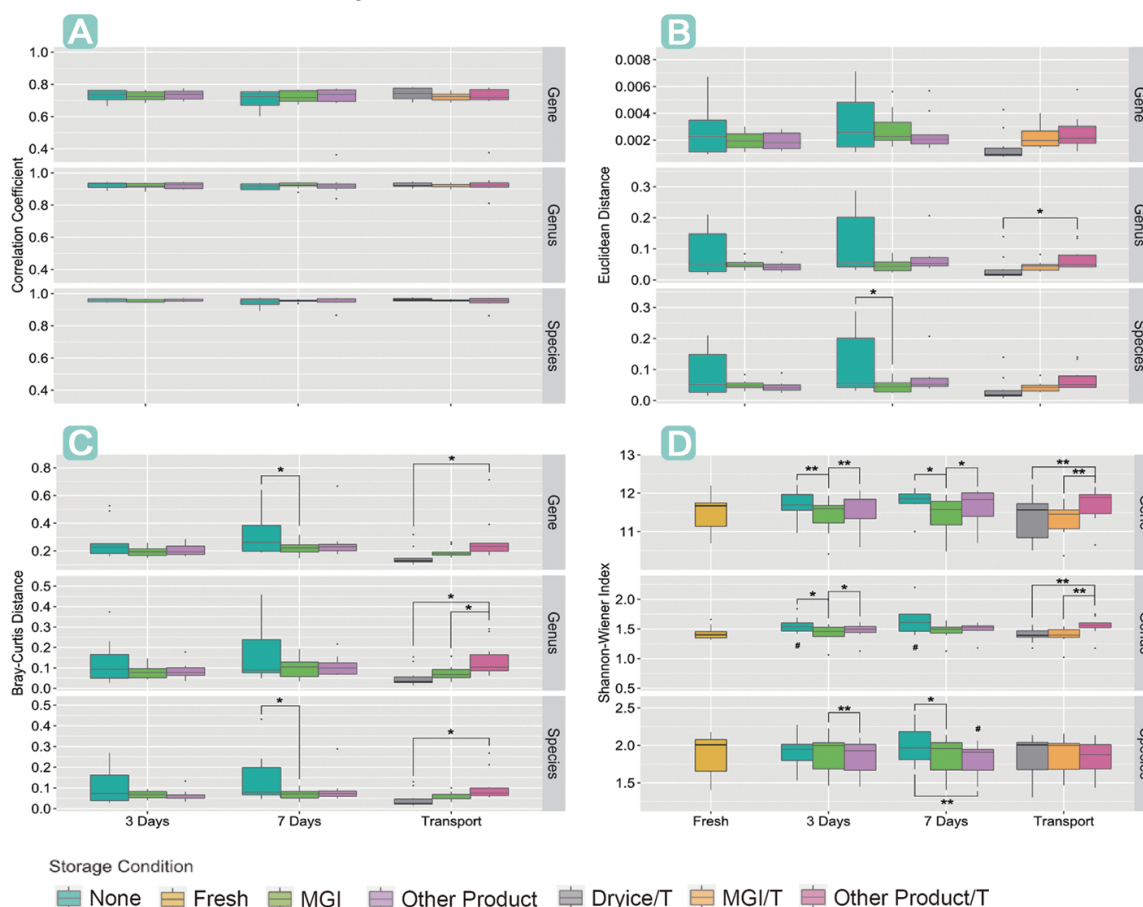 A
B
1.0
0.8
0.6
0.4
Gene
1.0
0.8
0.6
0.4
Genus
1.0
0.8
0.6
0.4
Species
Correlation Coefficient
0.008
0.006
0.004
0.002
Gene
0.3
0.2
0.1
0.0
*
Genus
0.3
0.2
0.1
0.0
*
Species
Euclidean Distance
C
D
0.8
0.6
0.4
0.2
*
*
Gene
0.5
0.4
0.3
0.2
0.1
0.0
*
*
Genus
0.5
0.4
0.3
0.2
0.1
0.0
*
*
Species
Bray-Curtis Distance
3 Days
7 Days
Transport
13
12
11
** ** * * ** **
2.0
1.5
1.0
0.5
* * ** **
# #
2.5
2.0
1.5
** * # **
Shannon-Wiener Index
Fresh
3 Days
7 Days
Transport
Storage Condition
None
Fresh
MGI
Other Product
Dryice/T
MGI/T
Other Product/T